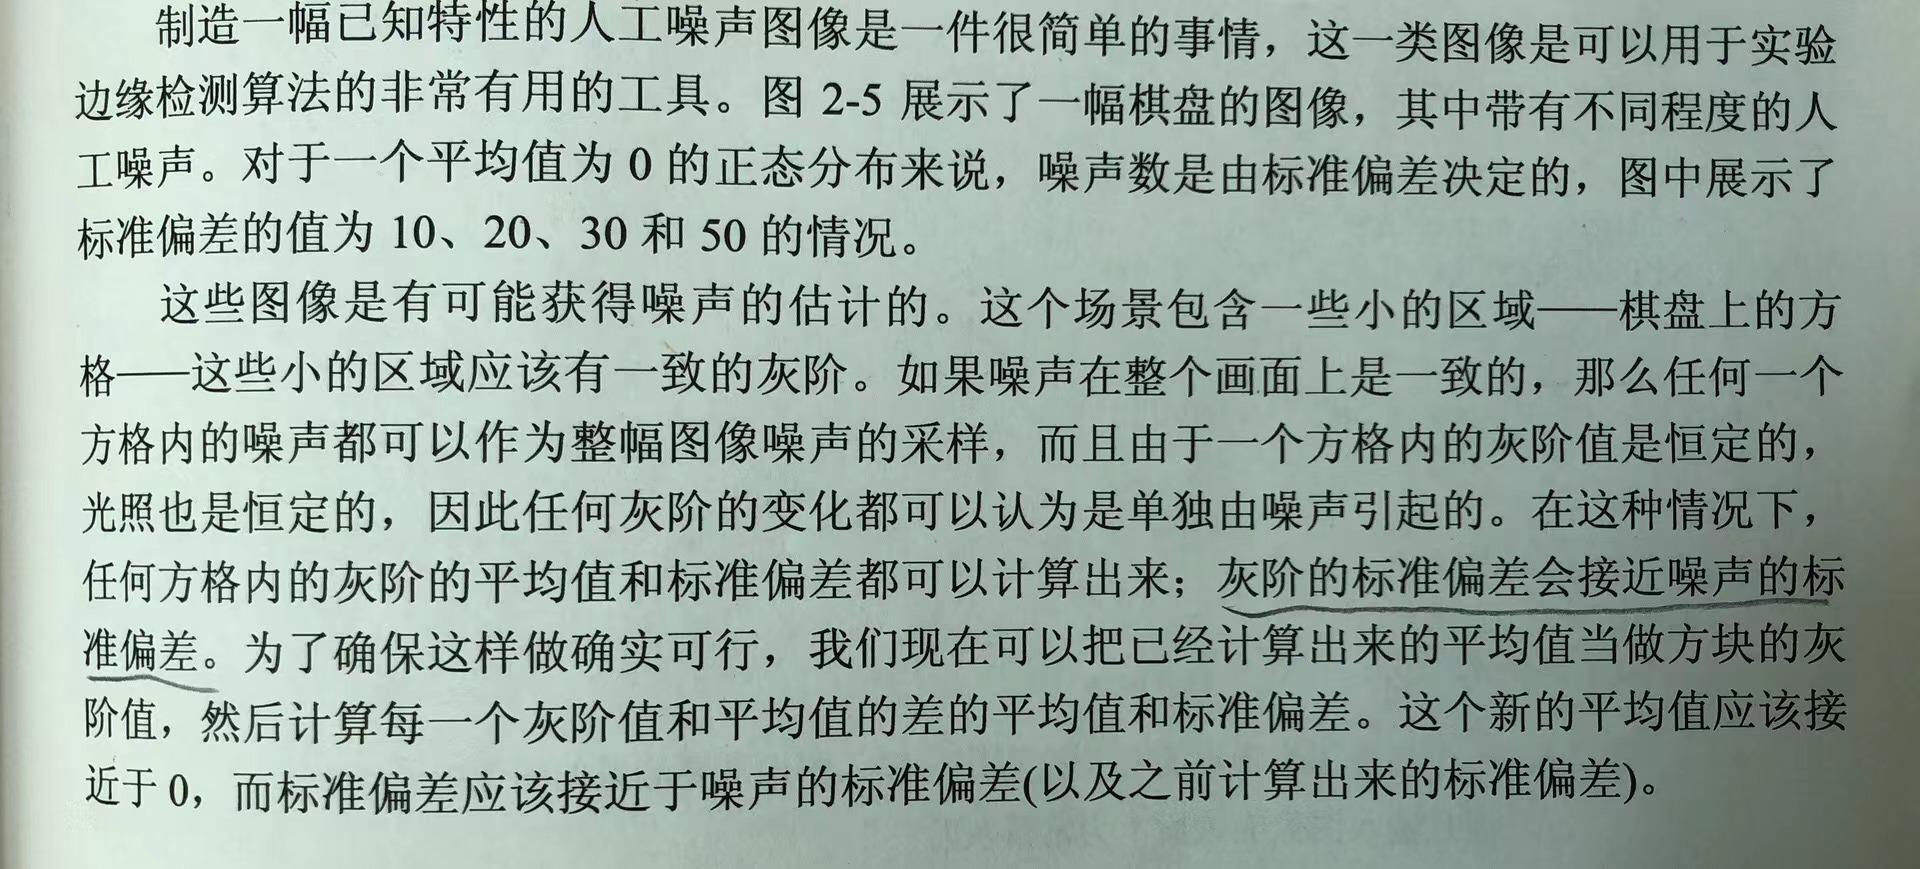 制造一幅已知特性的人工噪声图像是一件很简单的事情，这一类图像是可以用于实验
边缘检测算法的非常有用的工具。图 2-5 展示了一幅棋盘的图像，其中带有不同程度的人
工噪声。对于一个平均值为 0 的正态分布来说，噪声数是由标准偏差决定的，图中展示了
标准偏差的值为 10、20、30 和 50 的情况。
这些图像是有可能获得噪声的估计的。这个场景包含一些小的区域——棋盘上的方
格——这些小的区域应该有一致的灰阶。如果噪声在整个画面上是一致的，那么任何一个
方格内的噪声都可以作为整幅图像噪声的采样，而且由于一个方格内的灰阶值是恒定的，
光照也是恒定的，因此任何灰阶的变化都可以认为是单独由噪声引起的。在这种情况下，
任何方格内的灰阶的平均值和标准偏差都可以计算出来；灰阶的标准偏差会接近噪声的标
准偏差。为了确保这样做确实可行，我们现在可以把已经计算出来的平均值当做方块的灰
阶值，然后计算每一个灰阶值和平均值的差的平均值和标准偏差。这个新的平均值应该接
近于 0，而标准偏差应该接近于噪声的标准偏差(以及之前计算出来的标准偏差)。